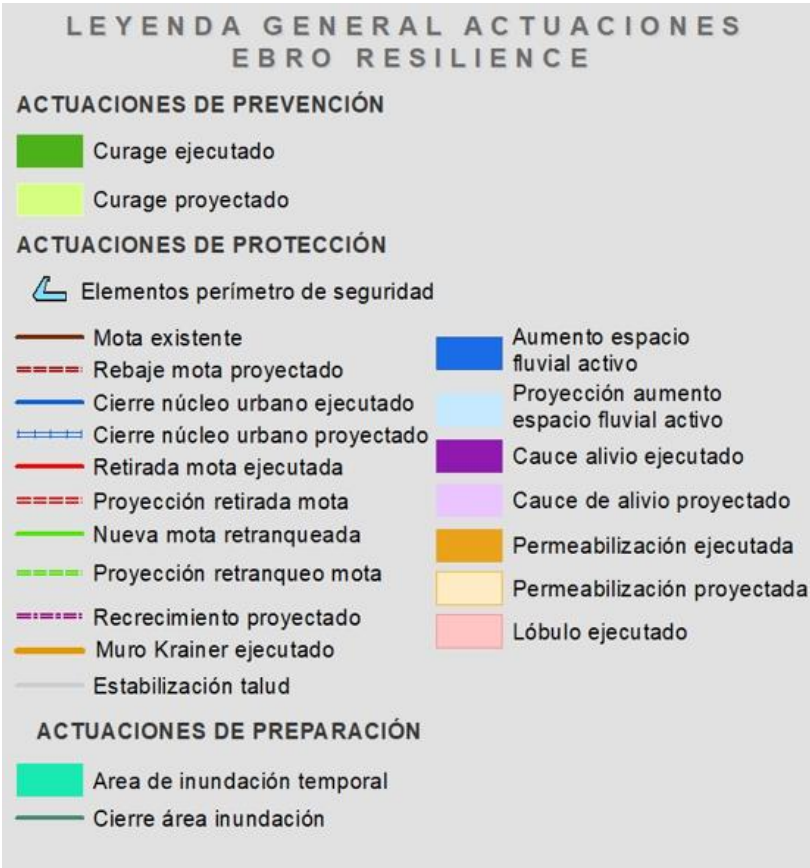 LEYENDA GENERAL ACTUACIONES
EBRO RESILIENCE
ACTUACIONES DE PREVENCIÓN
Curage ejecutado
Curage proyectado
ACTUACIONES DE PROTECCIÓN
Elementos perímetro de seguridad
Mota existente
Rebaje mota proyectado
Cierre núcleo urbano ejecutado
Cierre núcleo urbano proyectado
Retirada mota ejecutada
Proyección retirada mota
Nueva mota retranqueada
Proyección retranqueo mota
Recrecimiento proyectado
Muro Krainer ejecutado
Estabilización talud
Aumento espacio
fluvial activo
Proyección aumento
espacio fluvial activo
Cauce alivio ejecutado
Cauce de alivio proyectado
Permeabilización ejecutada
Permeabilización proyectada
Lóbulo ejecutado
ACTUACIONES DE PREPARACIÓN
Area de inundación temporal
Cierre área inundación